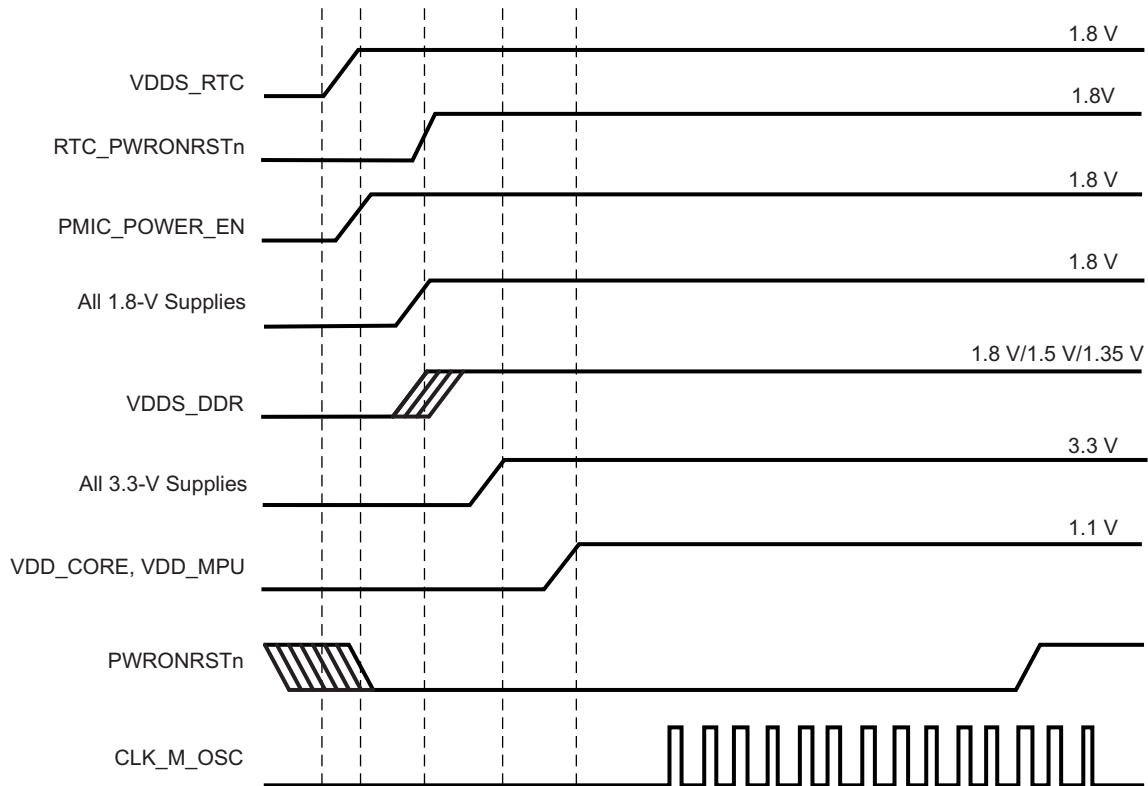 1.8 V
VDDS_RTC
1.8V
RTC_PWRONRSTn
1.8 V
PMIC_POWER_EN
1.8 V
All 1.8-V Supplies
1.8 V/1.5 V/1.35 V
VDDS_DDR
3.3 V
All 3.3-V Supplies
1.1 V
VDD_CORE, VDD_MPU
PWRONRSTn
CLK_M_OSC